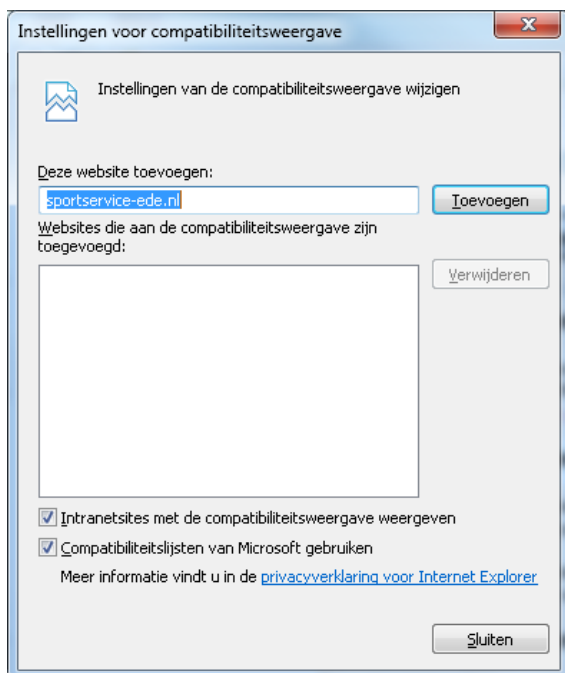 Instellingen voor compatibiliteitsweergave
Instellingen van de compatibiliteitsweergave wijzigen
Deze website toevoegen:
sportservice-ede.nl
Toevoegen
Websites die aan de compatibiliteitsweergave zijn
toegevoegd:
Verwijderen
Intranetsites met de compatibiliteitsweergave weergeven
Compatibiliteitslijsten van Microsoft gebruiken
Meer informatie vindt u in de privacyverklaring voor Internet Explorer
Sluiten